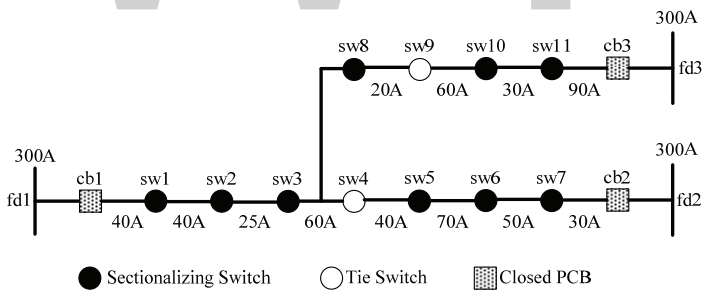 300A
sw8 sw9 sw10 sw11 cb3
fd3
20A 60A 30A 90A
300A
300A
cb1 sw1 sw2 sw3 sw4 sw5 sw6 sw7 cb2
fd1
fd2
40A 40A 25A 60A 40A 70A 50A 30A
Sectionalizing Switch Tie Switch Closed PCB